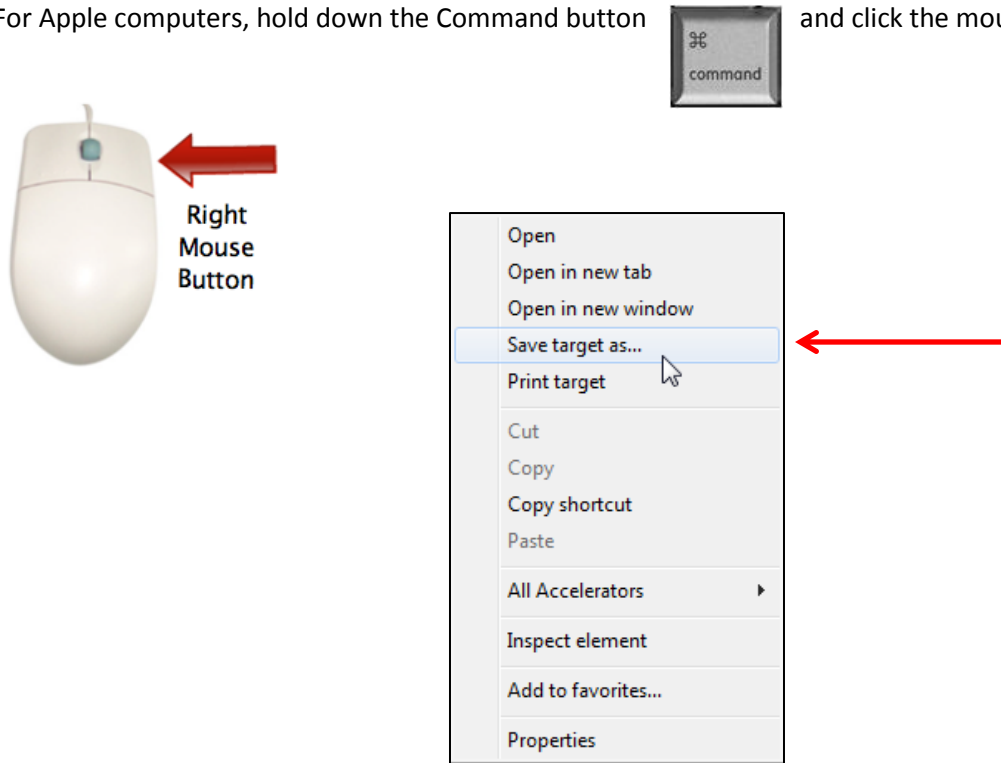 For Apple computers, hold down the Command button ⌘ command and click the mou
Right
Mouse
Button
Open
Open in new tab
Open in new window
Save target as...
Print target
Cut
Copy
Copy shortcut
Paste
All Accelerators
Inspect element
Add to favorites...
Properties